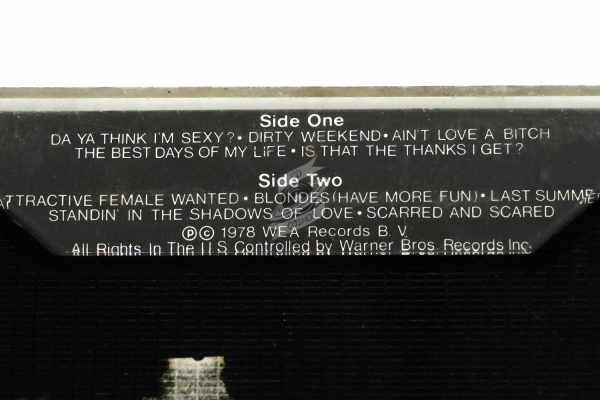 Side One
DA YA THINK I'M SEXY? • DIRTY WEEKEND • AIN'T LOVE A BITCH
THE BEST DAYS OF MY LIFE • IS THAT THE THANKS I GET?
Side Two
ATTRACTIVE FEMALE WANTED • BLONDES (HAVE MORE FUN) • LAST SUMMER
STANDIN' IN THE SHADOWS OF LOVE • SCARRED AND SCARED
℗© 1978 WEA Records B. V.
All Rights In The U.S. Controlled by Warner Bros. Records Inc.